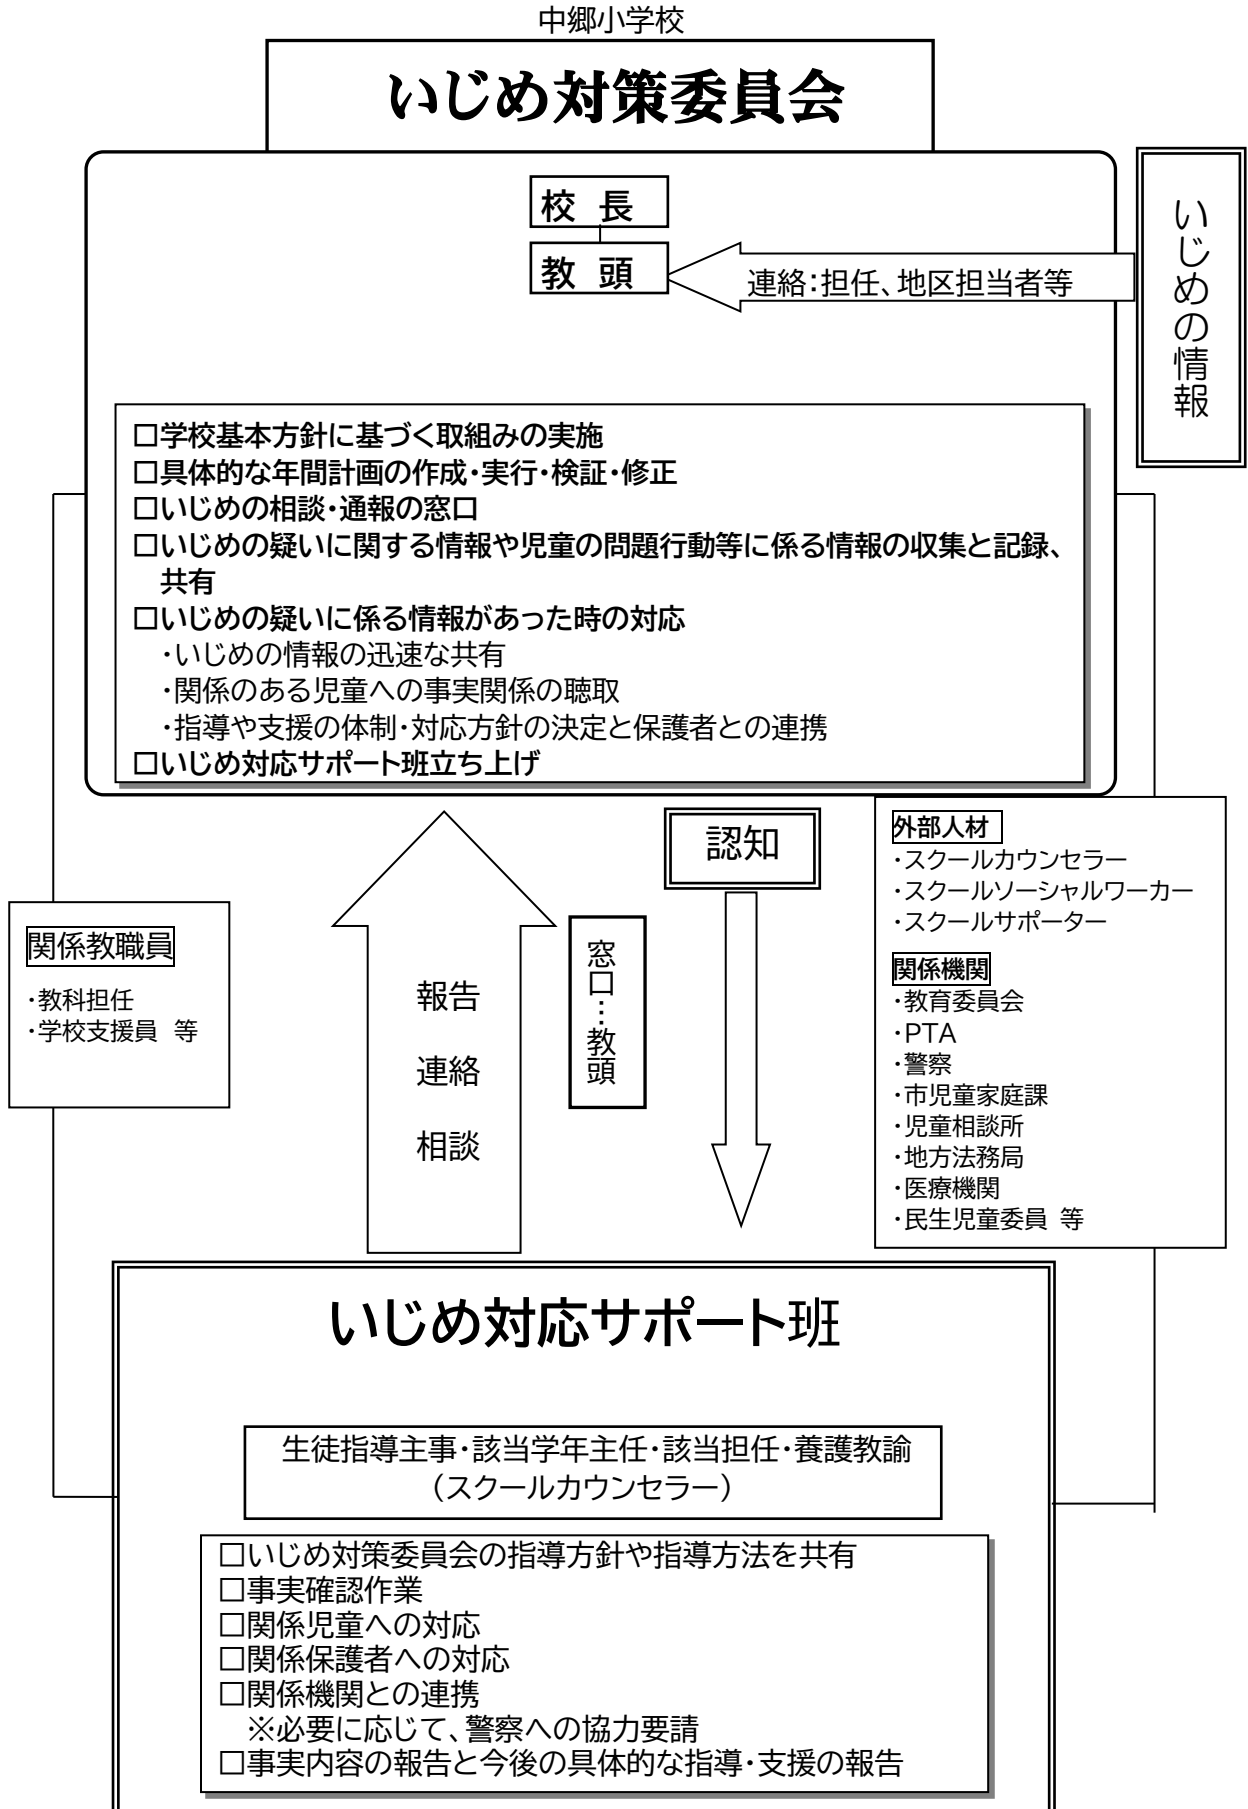 中郷小学校
いじめ対策委員会
校 長
教 頭
連絡：担任、地区担当者等
いじめの情報
□学校基本方針に基づく取組みの実施
□具体的な年間計画の作成・実行・検証・修正
□いじめの相談・通報の窓口
□いじめの疑いに関する情報や児童の問題行動等に係る情報の収集と記録、
共有
□いじめの疑いに係る情報があった時の対応
・いじめの情報の迅速な共有
・関係のある児童への事実関係の聴取
・指導や支援の体制・対応方針の決定と保護者との連携
□いじめ対応サポート班立ち上げ
認知
外部人材
・スクールカウンセラー
・スクールソーシャルワーカー
・スクールサポーター
関係機関
・教育委員会
・PTA
・警察
・市児童家庭課
・児童相談所
・地方法務局
・医療機関
・民生児童委員 等
関係教職員
・教科担任
・学校支援員 等
報告
連絡
相談
窓口…教頭
いじめ対応サポート班
生徒指導主事・該当学年主任・該当担任・養護教諭
（スクールカウンセラー）
□いじめ対策委員会の指導方針や指導方法を共有
□事実確認作業
□関係児童への対応
□関係保護者への対応
□関係機関との連携
※必要に応じて、警察への協力要請
□事実内容の報告と今後の具体的な指導・支援の報告